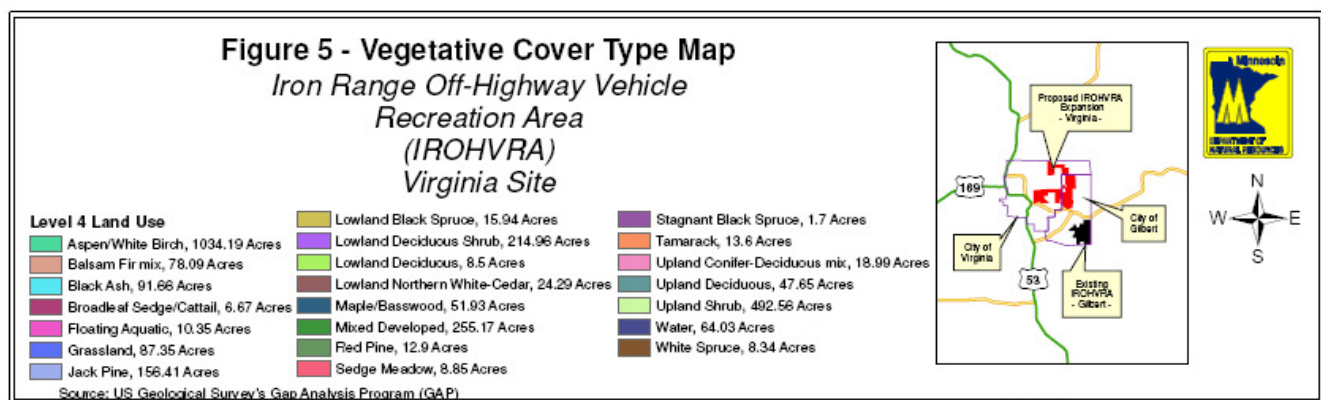 Figure 5 - Vegetative Cover Type Map
Iron Range Off-Highway Vehicle
Recreation Area
(IROHVRA)
Virginia Site
Level 4 Land Use
Aspen/White Birch, 1034.19 Acres
Balsam Fir mix, 78.09 Acres
Black Ash, 91.66 Acres
Broadleaf Sedge/Cattail, 6.67 Acres
Floating Aquatic, 10.35 Acres
Grassland, 87.35 Acres
Jack Pine, 156.41 Acres
Lowland Black Spruce, 15.94 Acres
Lowland Deciduous Shrub, 214.96 Acres
Lowland Deciduous, 8.5 Acres
Lowland Northern White-Cedar, 24.29 Acres
Maple/Basswood, 51.93 Acres
Mixed Developed, 255.17 Acres
Red Pine, 12.9 Acres
Sedge Meadow, 8.85 Acres
Stagnant Black Spruce, 1.7 Acres
Tamarack, 13.6 Acres
Upland Conifer-Deciduous mix, 18.99 Acres
Upland Deciduous, 47.65 Acres
Upland Shrub, 492.56 Acres
Water, 64.03 Acres
White Spruce, 8.34 Acres
Source: US Geological Survey's Gap Analysis Program (GAP)
Proposed IROHVRA
Expansion
- Virginia -
169
City of
Gilbert
City of
Virginia
53
Existing
IROHVRA
- Gilbert -
Minnesota
DEPARTMENT OF
NATURAL RESOURCES
N
W
E
S